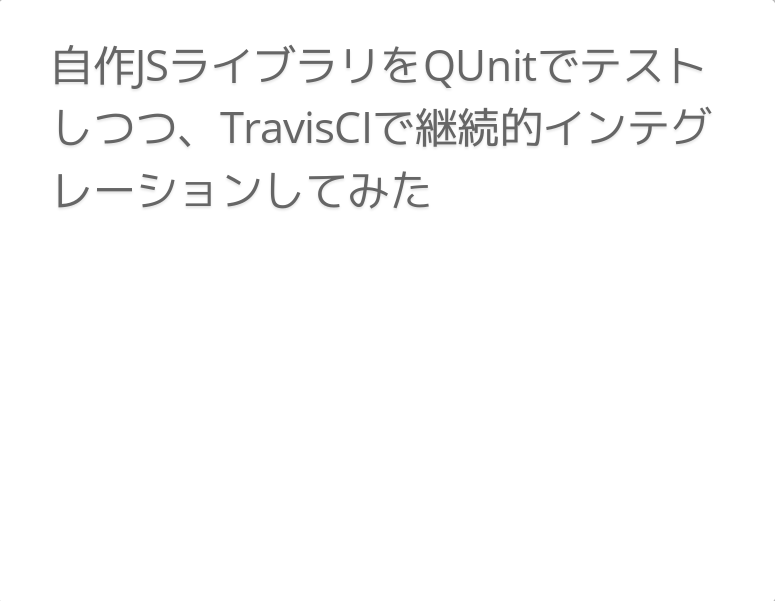 自作JSライブラリをQUnitでテスト
しつつ、TravisCIで継続的インテグ
レーションしてみた